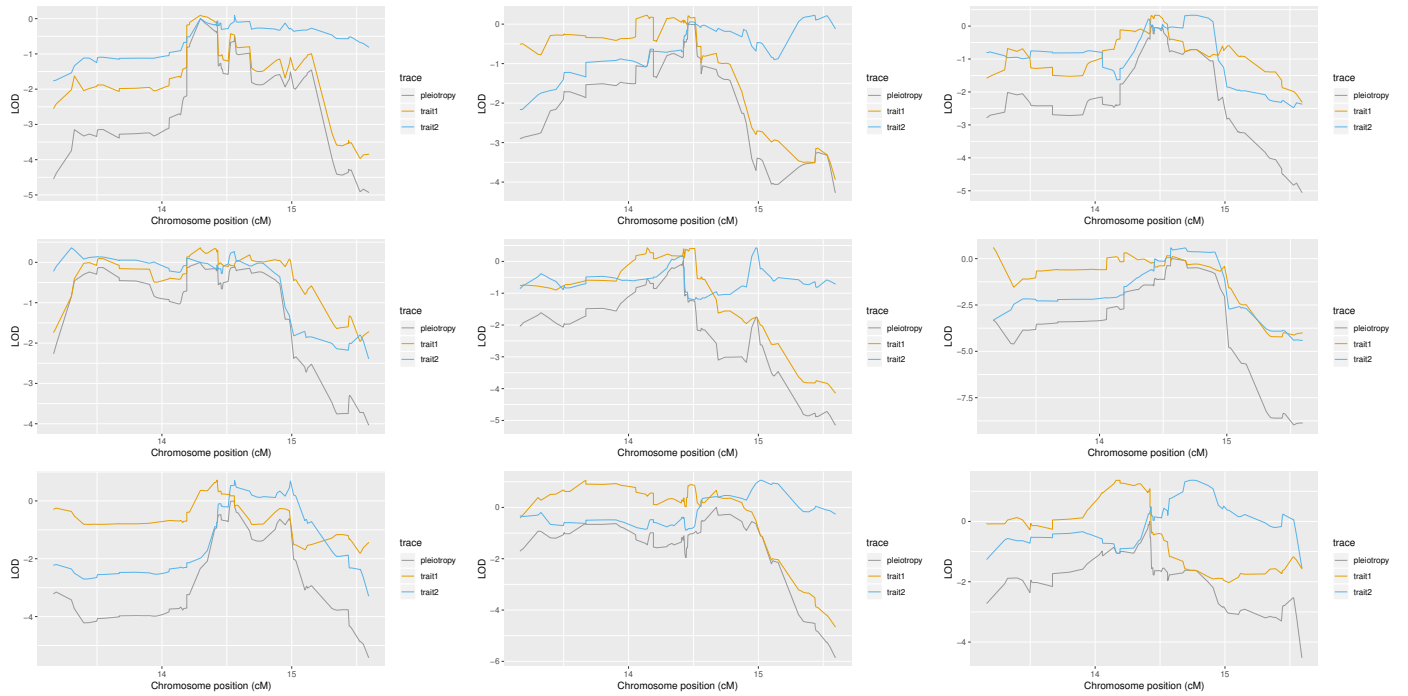 LOD
0
−1
−2
−3
−4
−5
14
15
Chromosome position (cM)
trace
pleiotropy
trait1
trait2
LOD
0
−1
−2
−3
−4
14
15
Chromosome position (cM)
trace
pleiotropy
trait1
trait2
LOD
0
−1
−2
−3
−4
−5
14
15
Chromosome position (cM)
trace
pleiotropy
trait1
trait2
LOD
0
−1
−2
−3
−4
14
15
Chromosome position (cM)
trace
pleiotropy
trait1
trait2
LOD
0
−1
−2
−3
−4
−5
14
15
Chromosome position (cM)
trace
pleiotropy
trait1
trait2
LOD
0.0
−2.5
−5.0
−7.5
14
15
Chromosome position (cM)
trace
pleiotropy
trait1
trait2
LOD
0
−2
−4
14
15
Chromosome position (cM)
trace
pleiotropy
trait1
trait2
LOD
0
−2
−4
−6
14
15
Chromosome position (cM)
trace
pleiotropy
trait1
trait2
LOD
0
−2
−4
14
15
Chromosome position (cM)
trace
pleiotropy
trait1
trait2